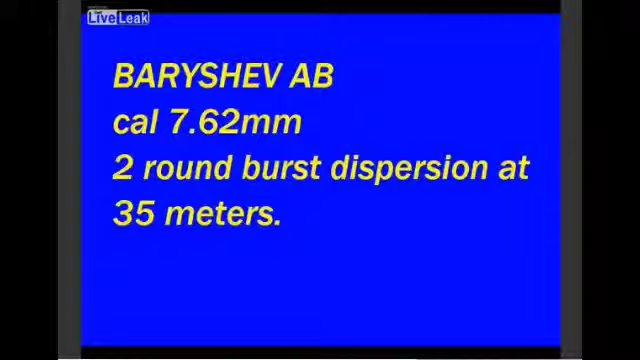 LiveLeak
BARYSHEV AB
cal 7.62mm
2 round burst dispersion at
35 meters.